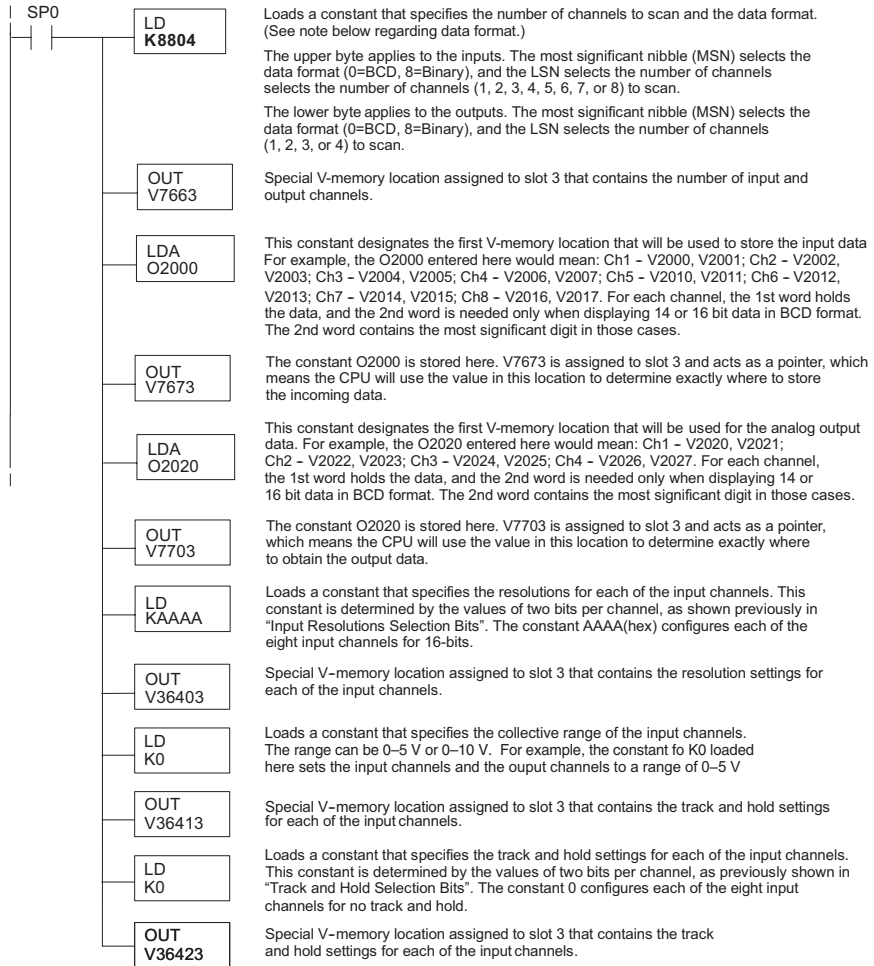 SP0
LD
K8804
Loads a constant that specifies the number of channels to scan and the data format.
(See note below regarding data format.)
The upper byte applies to the inputs. The most significant nibble (MSN) selects the
data format (0=BCD, 8=Binary), and the LSN selects the number of channels
selects the number of channels (1, 2, 3, 4, 5, 6, 7, or 8) to scan.
The lower byte applies to the outputs. The most significant nibble (MSN) selects the
data format (0=BCD, 8=Binary), and the LSN selects the number of channels
(1, 2, 3, or 4) to scan.
OUT
V7663
Special V-memory location assigned to slot 3 that contains the number of input and
output channels.
LDA
O2000
This constant designates the first V-memory location that will be used to store the input data
For example, the O2000 entered here would mean: Ch1 - V2000, V2001; Ch2 - V2002,
V2003; Ch3 - V2004, V2005; Ch4 - V2006, V2007; Ch5 - V2010, V2011; Ch6 - V2012,
V2013; Ch7 - V2014, V2015; Ch8 - V2016, V2017. For each channel, the 1st word holds
the data, and the 2nd word is needed only when displaying 14 or 16 bit data in BCD format.
The 2nd word contains the most significant digit in those cases.
OUT
V7673
The constant O2000 is stored here. V7673 is assigned to slot 3 and acts as a pointer, which
means the CPU will use the value in this location to determine exactly where to store
the incoming data.
LDA
O2020
This constant designates the first V-memory location that will be used for the analog output
data. For example, the O2020 entered here would mean: Ch1 - V2020, V2021;
Ch2 - V2022, V2023; Ch3 - V2024, V2025; Ch4 - V2026, V2027. For each channel,
the 1st word holds the data, and the 2nd word is needed only when displaying 14 or
16 bit data in BCD format. The 2nd word contains the most significant digit in those cases.
OUT
V7703
The constant O2020 is stored here. V7703 is assigned to slot 3 and acts as a pointer,
which means the CPU will use the value in this location to determine exactly where
to obtain the output data.
LD
KAAAA
Loads a constant that specifies the resolutions for each of the input channels. This
constant is determined by the values of two bits per channel, as shown previously in
“Input Resolutions Selection Bits”. The constant AAAA(hex) configures each of the
eight input channels for 16-bits.
OUT
V36403
Special V-memory location assigned to slot 3 that contains the resolution settings for
each of the input channels.
LD
K0
Loads a constant that specifies the collective range of the input channels.
The range can be 0–5 V or 0–10 V. For example, the constant fo K0 loaded
here sets the input channels and the ouput channels to a range of 0–5 V
OUT
V36413
Special V-memory location assigned to slot 3 that contains the track and hold settings
for each of the input channels.
LD
K0
Loads a constant that specifies the track and hold settings for each of the input channels.
This constant is determined by the values of two bits per channel, as previously shown in
“Track and Hold Selection Bits”. The constant 0 configures each of the eight input
channels for no track and hold.
OUT
V36423
Special V-memory location assigned to slot 3 that contains the track
and hold settings for each of the input channels.